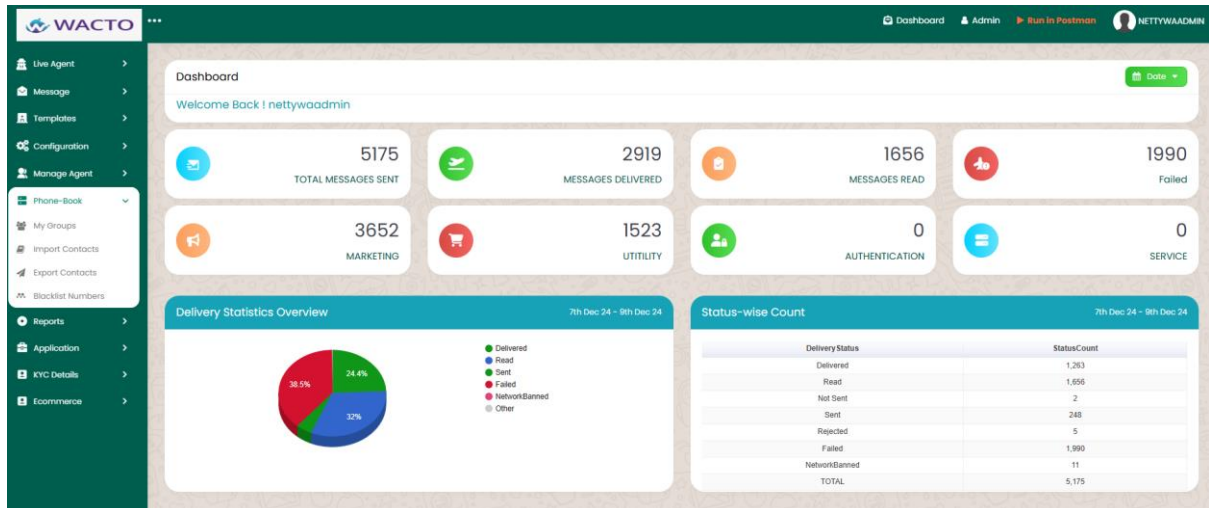 WACTO
•••
Dashboard
Admin
Run in Postman
NETTYWAADMIN
Live Agent
Message
Templates
Configuration
Manage Agent
Phone-Book
My Groups
Import Contacts
Export Contacts
Blacklist Numbers
Reports
Application
KYC Details
Ecommerce
Dashboard
Date
Welcome Back ! nettywaadmin
5175
TOTAL MESSAGES SENT
2919
MESSAGES DELIVERED
1656
MESSAGES READ
1990
Failed
3652
MARKETING
1523
UTITILITY
0
AUTHENTICATION
0
SERVICE
Delivery Statistics Overview
7th Dec 24 - 9th Dec 24
38.5%
24.4%
32%
Delivered
Read
Sent
Failed
NetworkBanned
Other
Status-wise Count
7th Dec 24 - 9th Dec 24
DeliveryStatus StatusCount
Delivered 1,263
Read 1,656
Not Sent 2
Sent 248
Rejected 5
Failed 1,990
NetworkBanned 11
TOTAL 5,175